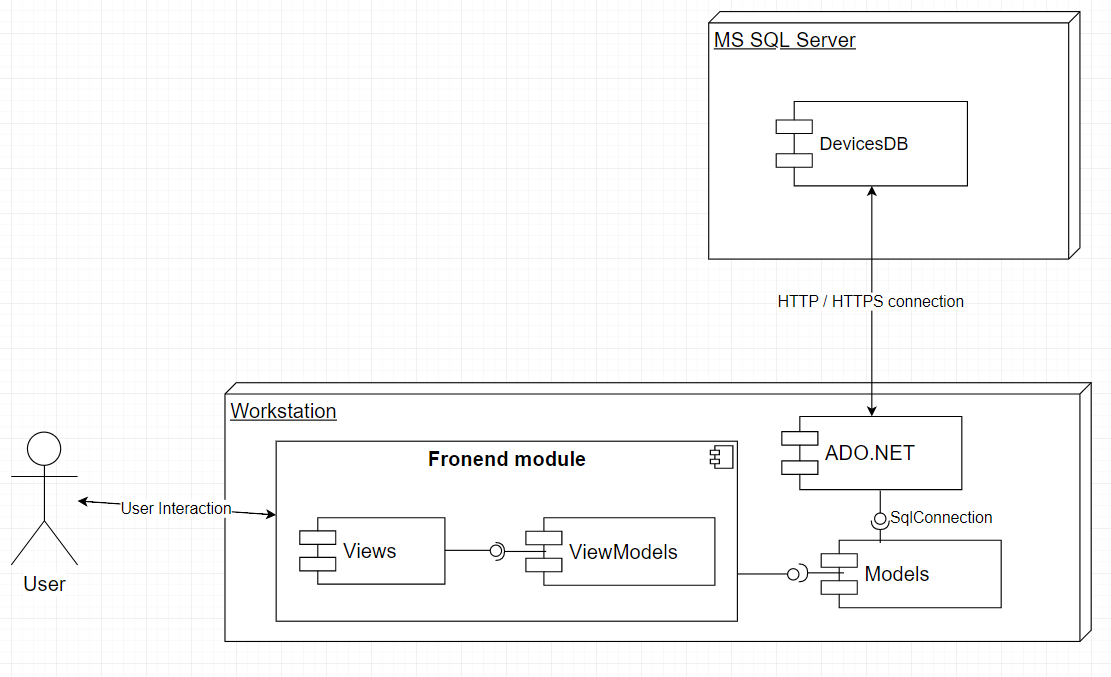 MS SQL Server
DevicesDB
HTTP / HTTPS connection
Workstation
Fronend module
ADO.NET
User Interaction
SqlConnection
Views
ViewModels
Models
User